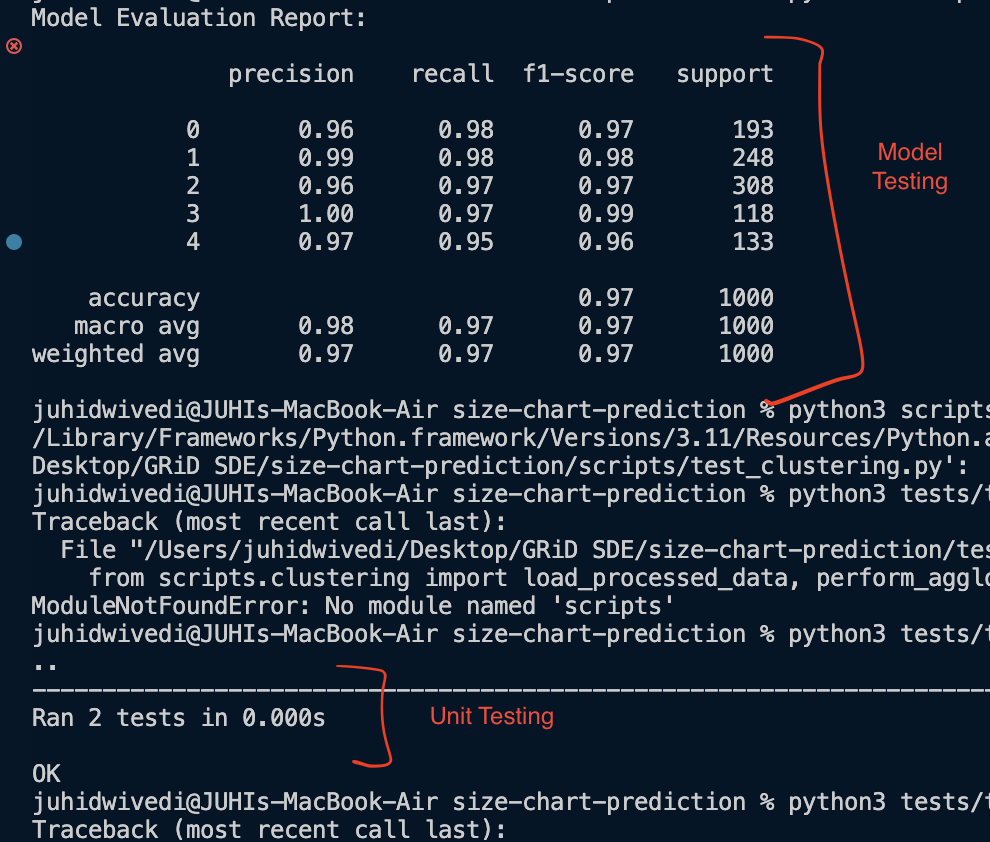 Model Evaluation Report:
precision recall f1-score support
0 0.96 0.98 0.97 193
1 0.99 0.98 0.98 248
2 0.96 0.97 0.97 308
3 1.00 0.97 0.99 118
4 0.97 0.95 0.96 133
Model
Testing
accuracy 0.97 1000
macro avg 0.98 0.97 0.97 1000
weighted avg 0.97 0.97 0.97 1000
juhidwivedi@JUHIs-MacBook-Air size-chart-prediction % python3 scripts
/Library/Frameworks/Python.framework/Versions/3.11/Resources/Python.a
Desktop/GRiD SDE/size-chart-prediction/scripts/test_clustering.py':
juhidwivedi@JUHIs-MacBook-Air size-chart-prediction % python3 tests/t
Traceback (most recent call last):
File "/Users/juhidwivedi/Desktop/GRiD SDE/size-chart-prediction/tes
from scripts.clustering import load_processed_data, perform_agglo
ModuleNotFoundError: No module named 'scripts'
juhidwivedi@JUHIs-MacBook-Air size-chart-prediction % python3 tests/t
..
----------------------------------------------------------------------
Ran 2 tests in 0.000s
Unit Testing
OK
juhidwivedi@JUHIs-MacBook-Air size-chart-prediction % python3 tests/t
Traceback (most recent call last):